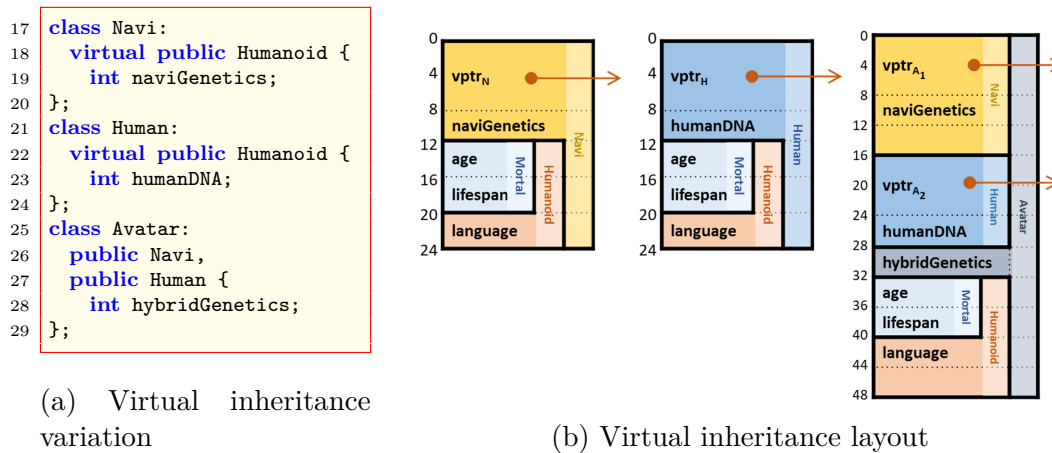 17 class Navi:
18 virtual public Humanoid {
19 int naviGenetics;
20 };
21 class Human:
22 virtual public Humanoid {
23 int humanDNA;
24 };
25 class Avatar:
26 public Navi,
27 public Human {
28 int hybridGenetics;
29 };
(a) Virtual inheritance
variation
0
4
8
12
16
20
24
vptrN
naviGenetics
age
lifespan
language
Mortal
Humanoid
Navi
0
4
8
12
16
20
24
vptrH
humanDNA
age
lifespan
language
Mortal
Humanoid
Human
0
4
8
12
16
20
24
28
32
36
40
44
48
vptrA1
naviGenetics
Navi
vptrA2
humanDNA
Human
hybridGenetics
age
lifespan
language
Mortal
Humanoid
Avatar
(b) Virtual inheritance layout